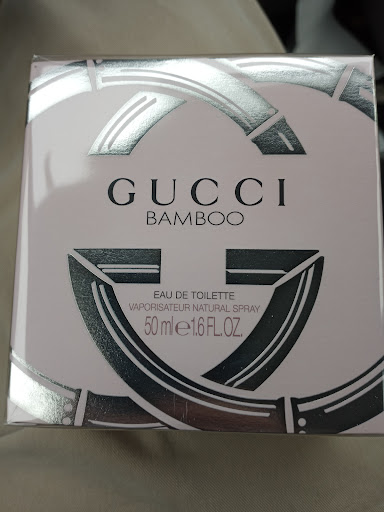 GUCCI
BAMBOO
EAU DE TOILETTE
VAPORISATEUR NATURAL SPRAY
50 ml e 1.6 FL.OZ.